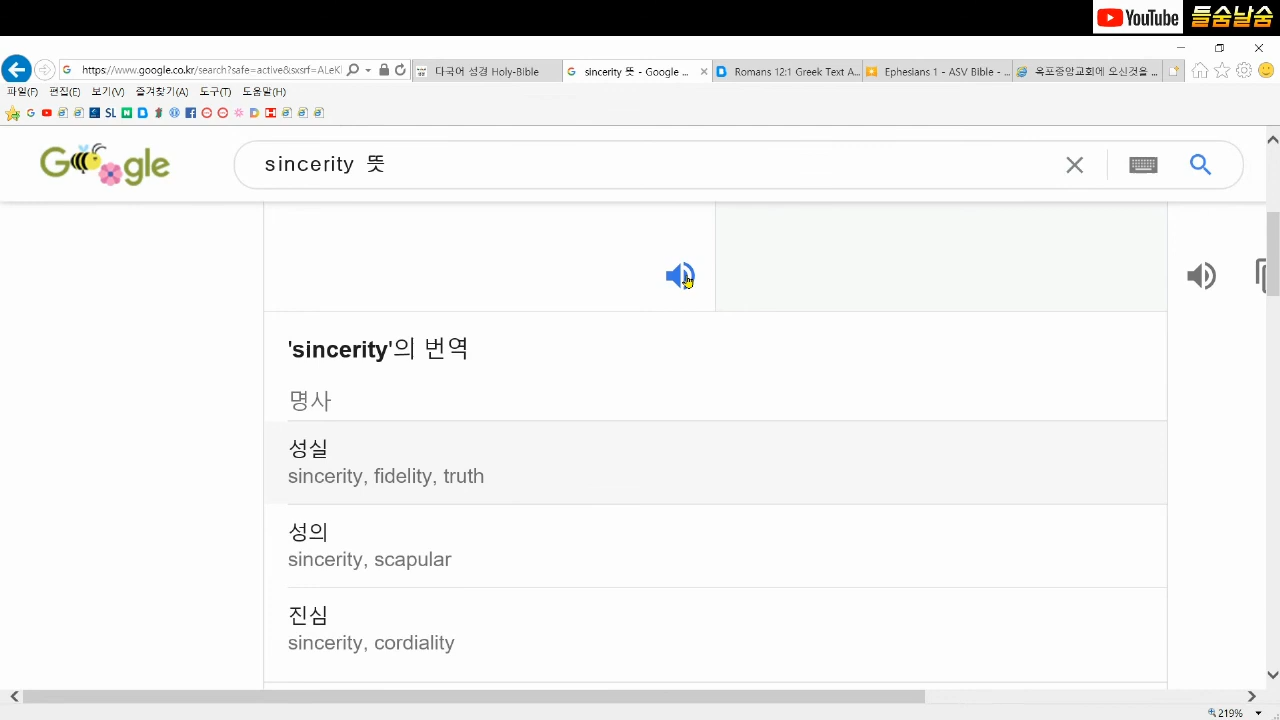 YouTube 들숨날숨
https://www.google.co.kr/search?safe=active&sxsrf=ALeK
다국어 성경 Holy-Bible
sincerity 뜻 - Google ...
Romans 12:1 Greek Text A...
Ephesians 1 - ASV Bible - ...
옥포중앙교회에 오신것을 ...
파일(F) 편집(E) 보기(V) 즐겨찾기(A) 도구(T) 도움말(H)
Google
sincerity 뜻
'sincerity'의 번역
명사
성실
sincerity, fidelity, truth
성의
sincerity, scapular
진심
sincerity, cordiality
219%